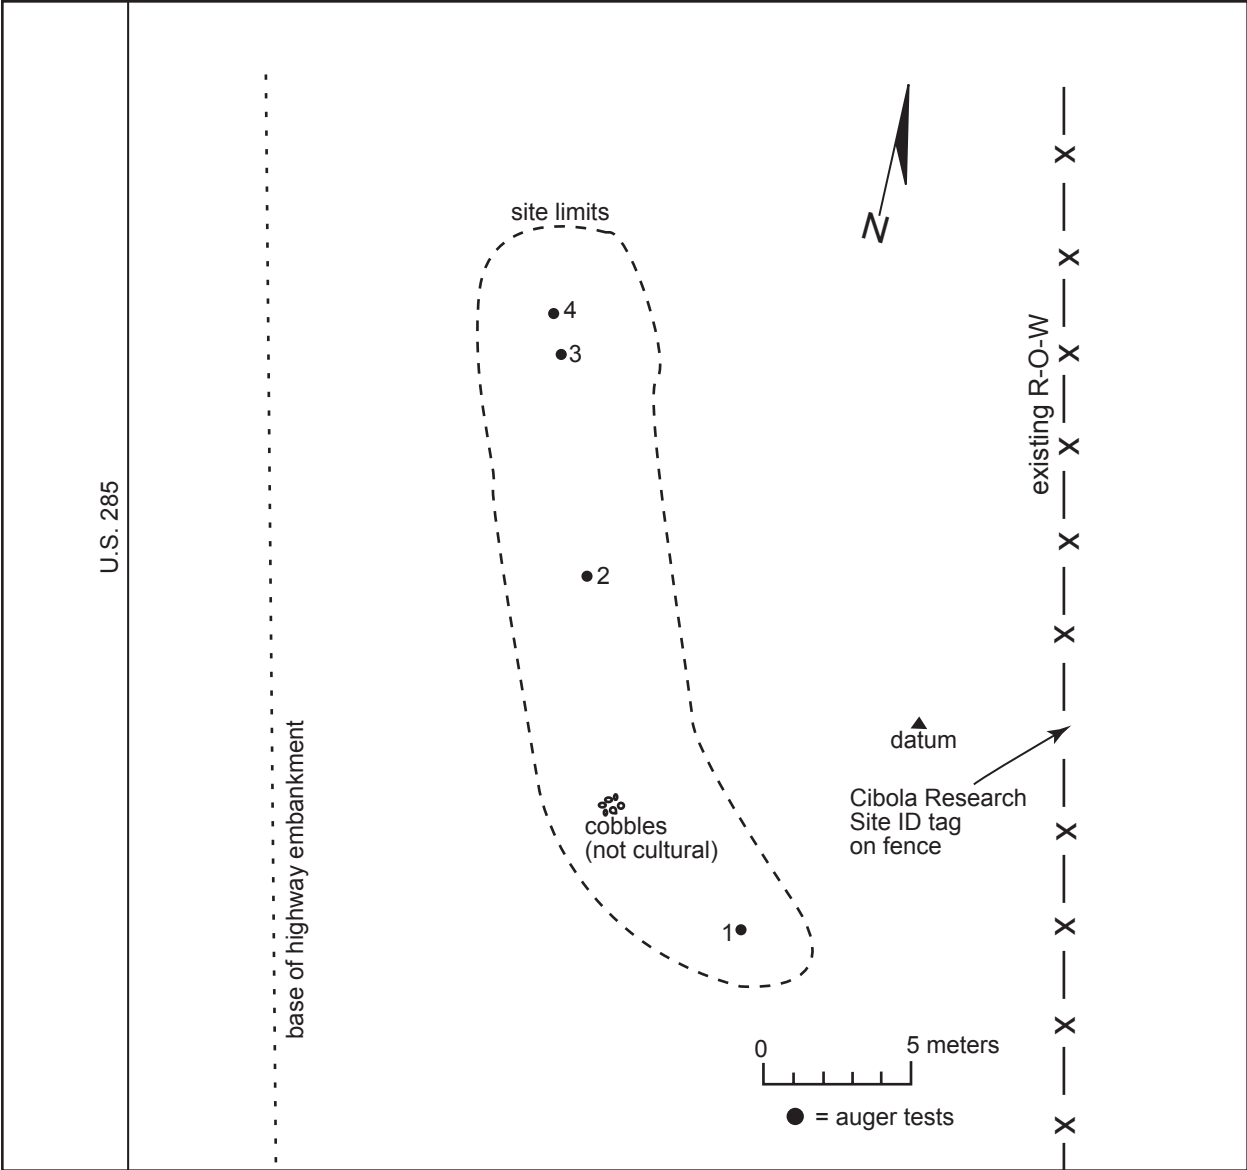 site limits
N
4
3
existing R-O-W
U.S. 285
2
base of highway embankment
datum
Cibola Research
Site ID tag
on fence
cobbles
(not cultural)
1
0 5 meters
= auger tests